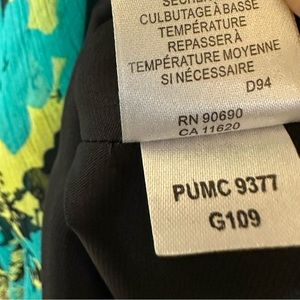 CULBUTAGE À BASSE
TEMPÉRATURE
REPASSER À
TEMPÉRATURE MOYENNE
SI NÉCESSAIRE
D94
RN 90690
CA 11620
PUMC 9377
G109